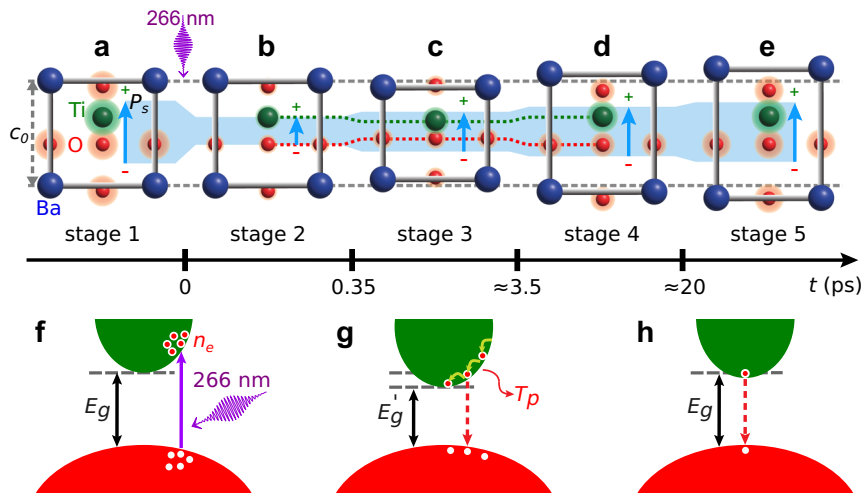 266 nm
a b c d e
+ + + + +
Ti
P_s
c_0
O
- - - - -
Ba
stage 1 stage 2 stage 3 stage 4 stage 5
0 0.35 ≈3.5 ≈20 t (ps)
f g h
n_e
266 nm
E_g E_g' T_p E_g